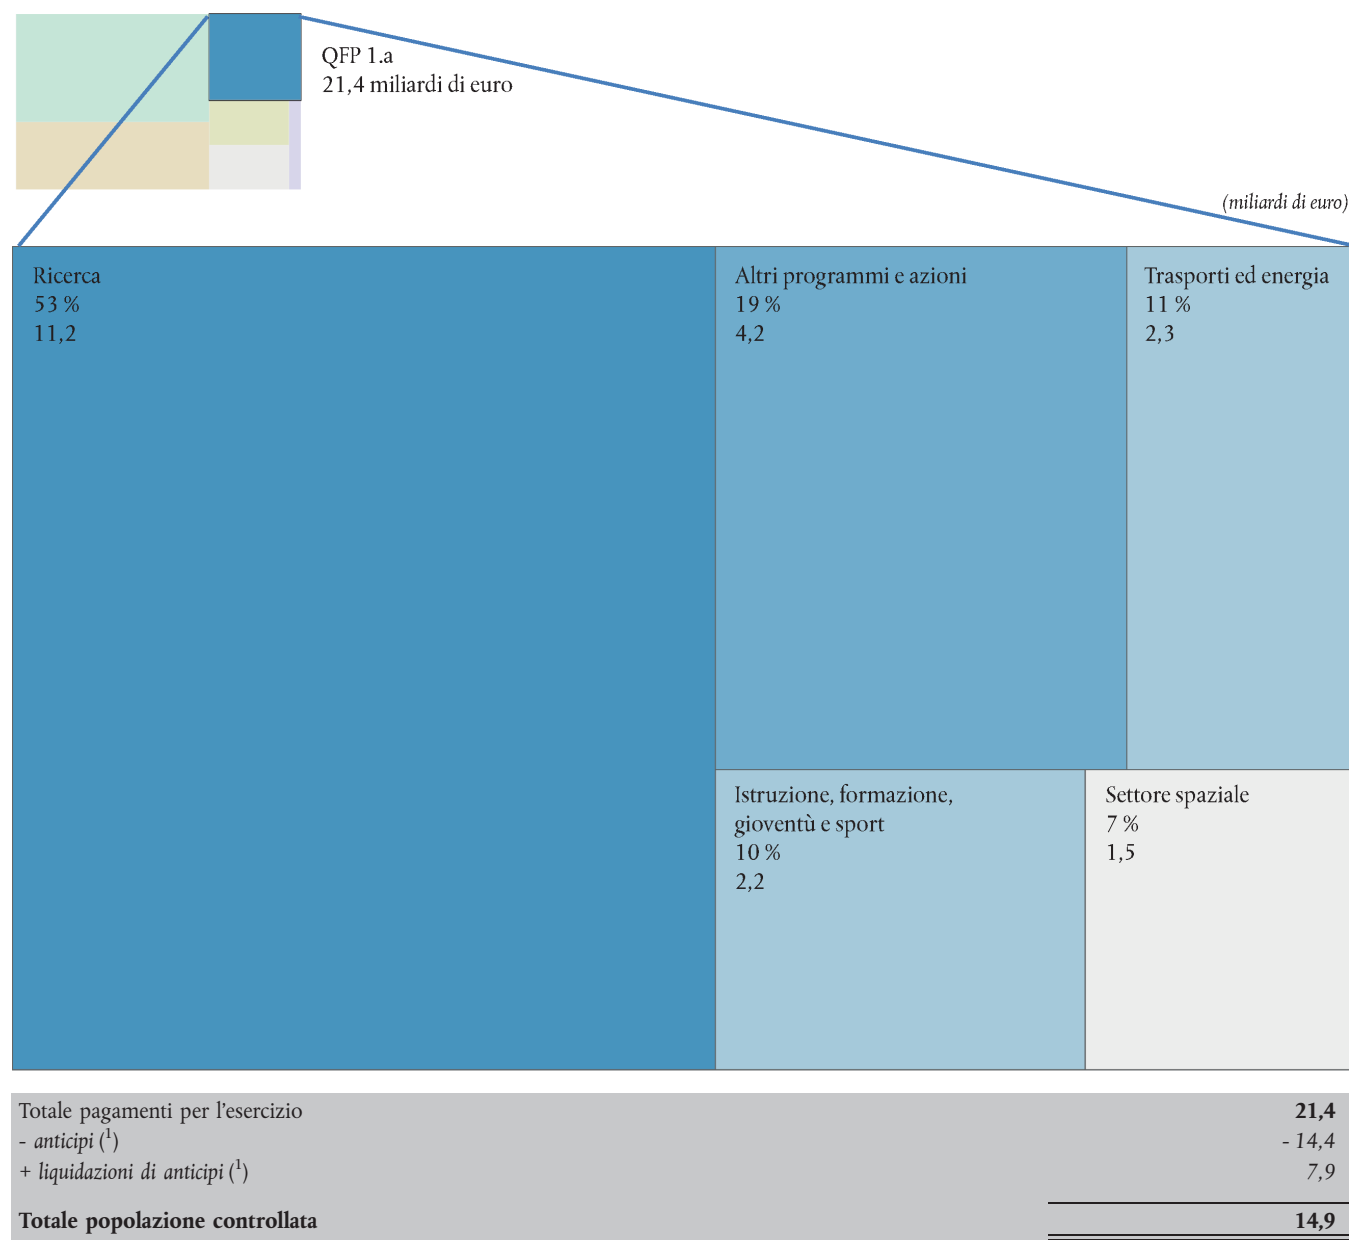 QFP 1.a
21,4 miliardi di euro
(miliardi di euro)
Ricerca
53 %
11,2
Altri programmi e azioni
19 %
4,2
Trasporti ed energia
11 %
2,3
Istruzione, formazione,
gioventù e sport
10 %
2,2
Settore spaziale
7 %
1,5
Totale pagamenti per l'esercizio 21,4
- anticipi (1) - 14,4
+ liquidazioni di anticipi (1) 7,9
Totale popolazione controllata 14,9